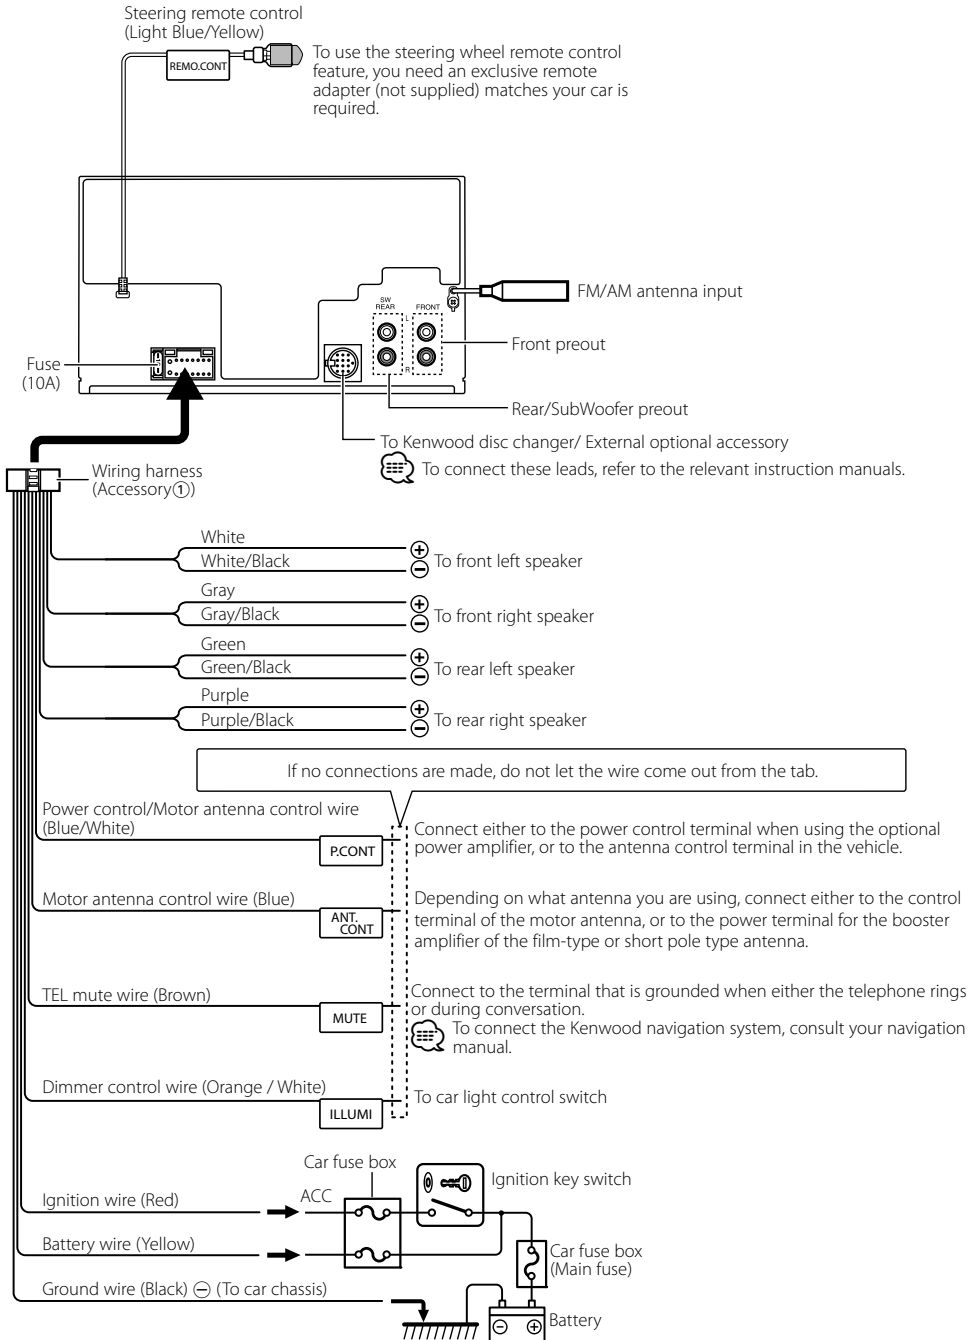 Steering remote control
(Light Blue/Yellow)
REMO.CONT
To use the steering wheel remote control
feature, you need an exclusive remote
adapter (not supplied) matches your car is
required.
FM/AM antenna input
SW
REAR
FRONT
L
R
Front preout
Fuse
(10A)
Rear/SubWoofer preout
To Kenwood disc changer/ External optional accessory
To connect these leads, refer to the relevant instruction manuals.
Wiring harness
(Accessory①)
White
White/Black
⊕
⊖
To front left speaker
Gray
Gray/Black
⊕
⊖
To front right speaker
Green
Green/Black
⊕
⊖
To rear left speaker
Purple
Purple/Black
⊕
⊖
To rear right speaker
If no connections are made, do not let the wire come out from the tab.
Power control/Motor antenna control wire
(Blue/White)
P.CONT
Connect either to the power control terminal when using the optional
power amplifier, or to the antenna control terminal in the vehicle.
Motor antenna control wire (Blue)
ANT.
CONT
Depending on what antenna you are using, connect either to the control
terminal of the motor antenna, or to the power terminal for the booster
amplifier of the film-type or short pole type antenna.
TEL mute wire (Brown)
MUTE
Connect to the terminal that is grounded when either the telephone rings
or during conversation.
To connect the Kenwood navigation system, consult your navigation
manual.
Dimmer control wire (Orange / White)
ILLUMI
To car light control switch
Car fuse box
Ignition key switch
Ignition wire (Red)
ACC
Battery wire (Yellow)
Car fuse box
(Main fuse)
Ground wire (Black) ⊖ (To car chassis)
Battery
⊖ ⊕